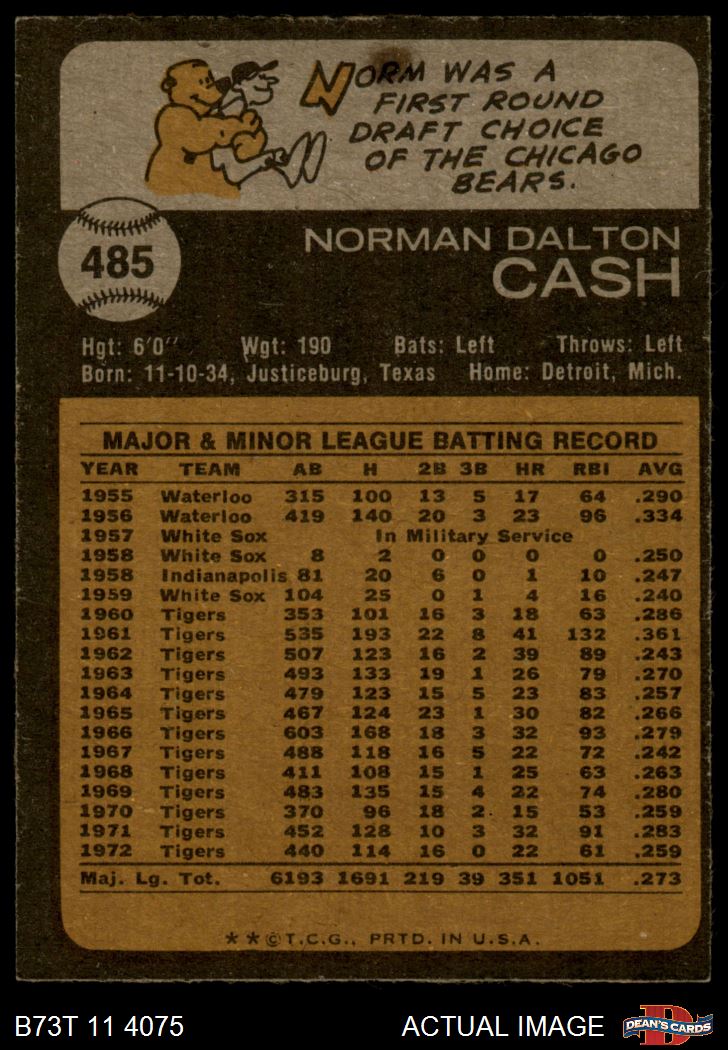 NORM WAS A
FIRST ROUND
DRAFT CHOICE
OF THE CHICAGO
BEARS.
485
NORMAN DALTON
CASH
Hgt: 6'0" Wgt: 190 Bats: Left Throws: Left
Born: 11-10-34, Justiceburg, Texas Home: Detroit, Mich.
MAJOR & MINOR LEAGUE BATTING RECORD
YEAR TEAM AB H 2B 3B HR RBI AVG
1955 Waterloo 315 100 13 5 17 64 .290
1956 Waterloo 419 140 20 3 23 96 .334
1957 White Sox In Military Service
1958 White Sox 8 2 0 0 0 0 .250
1958 Indianapolis 81 20 6 0 1 10 .247
1959 White Sox 104 25 0 1 4 16 .240
1960 Tigers 353 101 16 3 18 63 .286
1961 Tigers 535 193 22 8 41 132 .361
1962 Tigers 507 123 16 2 39 89 .243
1963 Tigers 493 133 19 1 26 79 .270
1964 Tigers 479 123 15 5 23 83 .257
1965 Tigers 467 124 23 1 30 82 .266
1966 Tigers 603 168 18 3 32 93 .279
1967 Tigers 488 118 16 5 22 72 .242
1968 Tigers 411 108 15 1 25 63 .263
1969 Tigers 483 135 15 4 22 74 .280
1970 Tigers 370 96 18 2 15 53 .259
1971 Tigers 452 128 10 3 32 91 .283
1972 Tigers 440 114 16 0 22 61 .259
Maj. Lg. Tot. 6193 1691 219 39 351 1051 .273
**©T.C.G., PRTD. IN U.S.A.
B73T 11 4075 ACTUAL IMAGE
D
DEAN'S CARDS